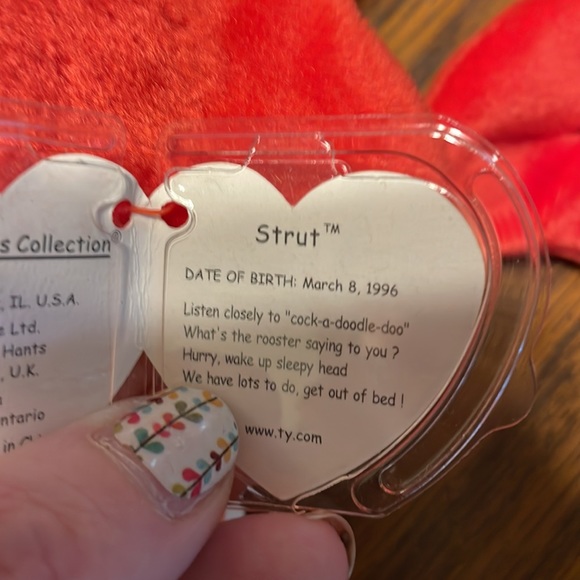 s Collection®
, IL. U.S.A.
e Ltd.
Hants
, U.K.
ntario
in
Strut™
DATE OF BIRTH: March 8, 1996
Listen closely to "cock-a-doodle-doo"
What's the rooster saying to you ?
Hurry, wake up sleepy head
We have lots to do, get out of bed !
www.ty.com